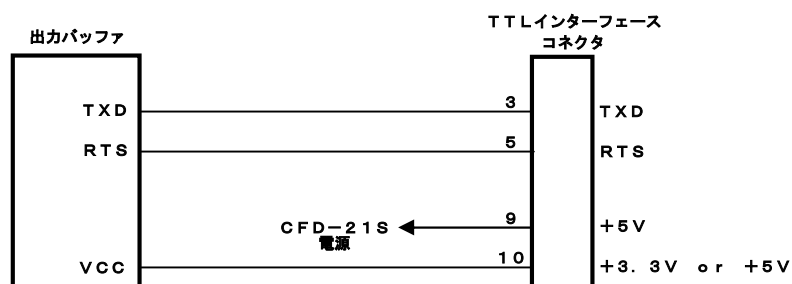 TTLインターフェース
コネクタ
出力バッファ
TXD 3 TXD
RTS 5 RTS
CFD-21S 9 +5V
電源
VCC 10 +3.3V or +5V